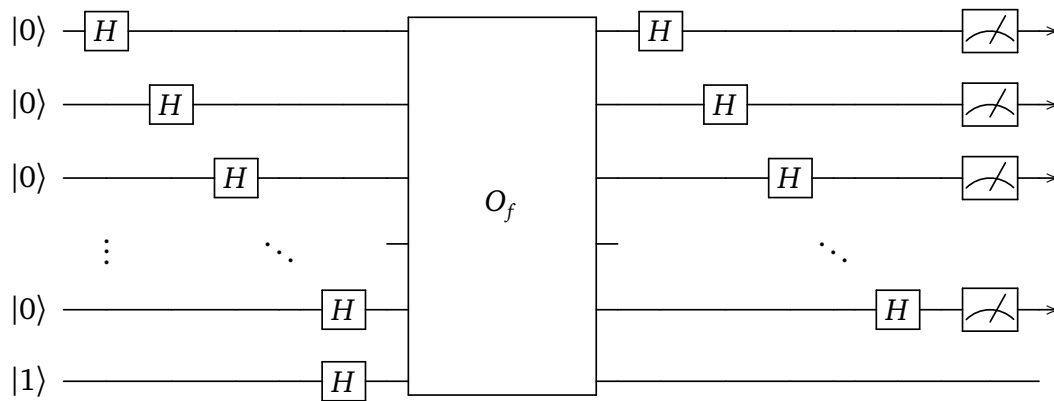 |0⟩ H H
|0⟩ H H
|0⟩ H H
O_f
⋮ ⋱ ⋱
|0⟩ H H
|1⟩ H